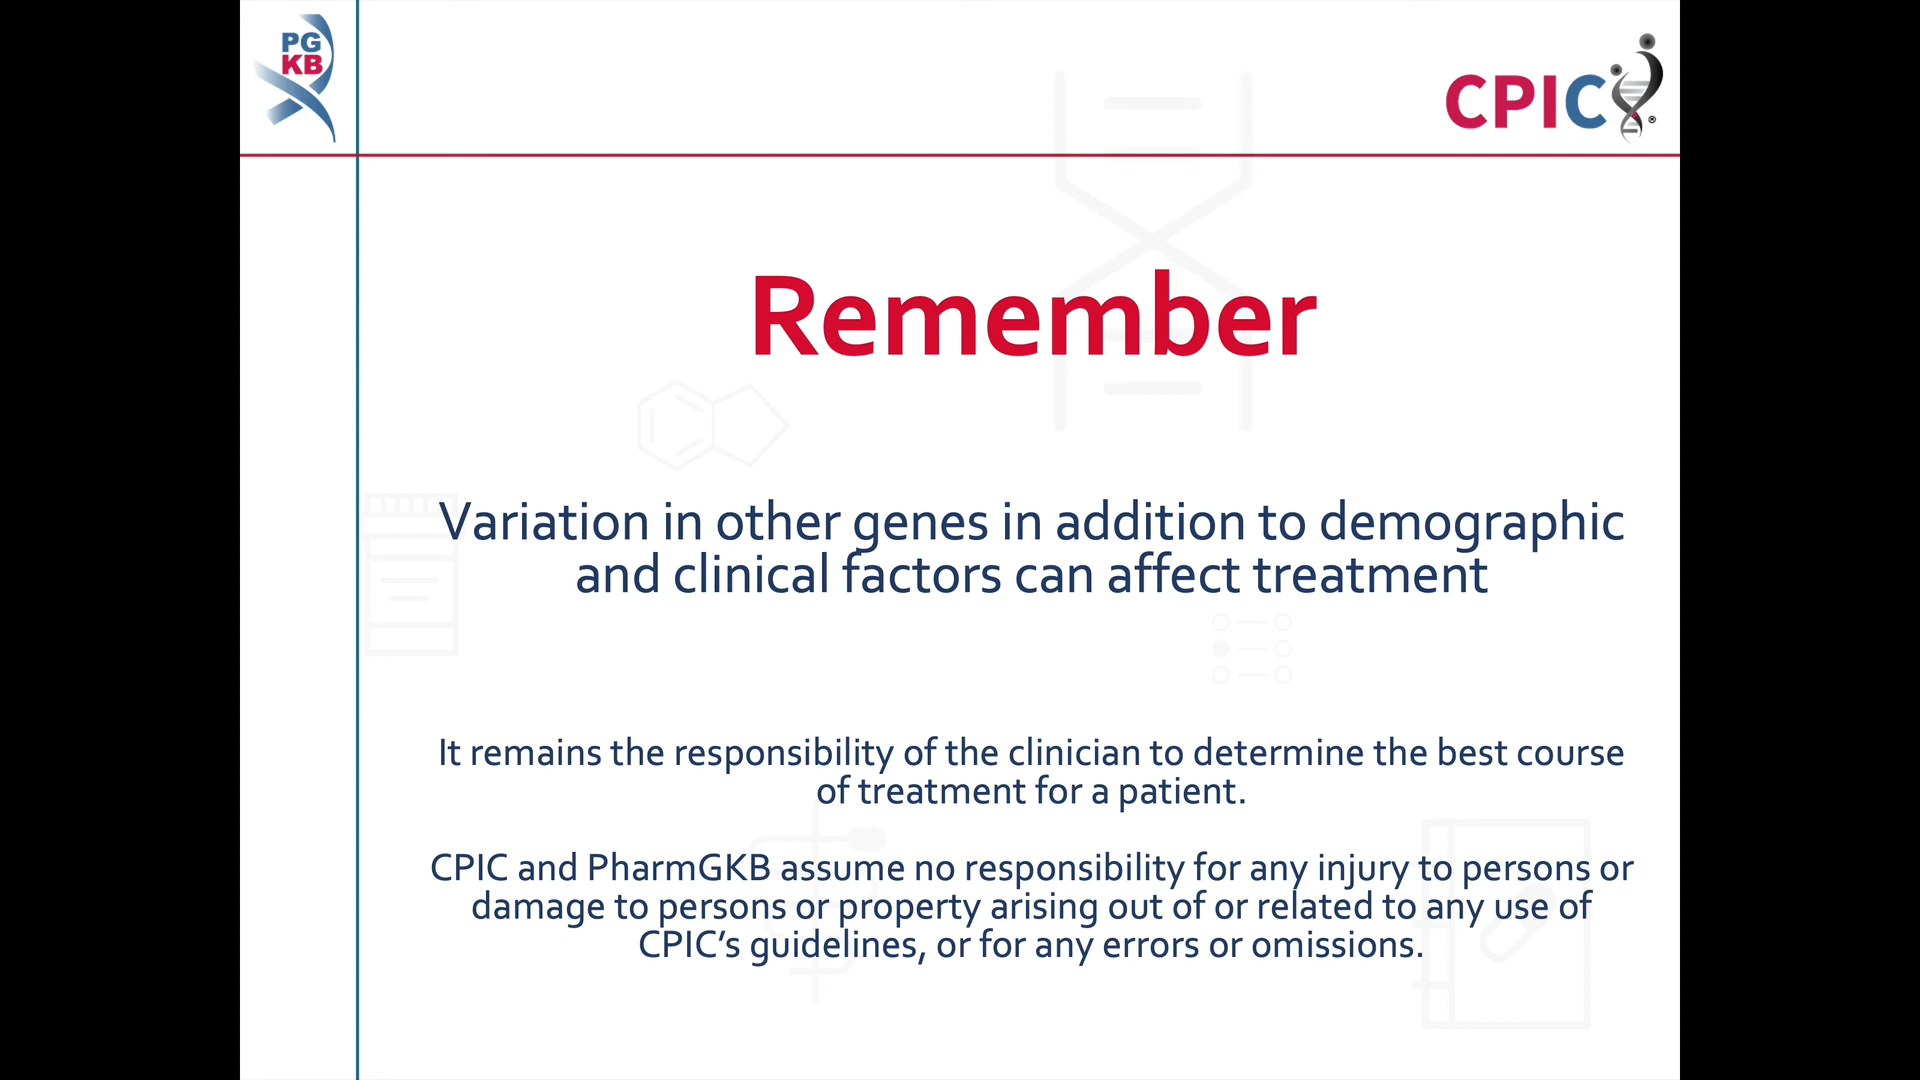 PG
KB
CPIC®
Remember
Variation in other genes in addition to demographic
and clinical factors can affect treatment
It remains the responsibility of the clinician to determine the best course
of treatment for a patient.
CPIC and PharmGKB assume no responsibility for any injury to persons or
damage to persons or property arising out of or related to any use of
CPIC’s guidelines, or for any errors or omissions.